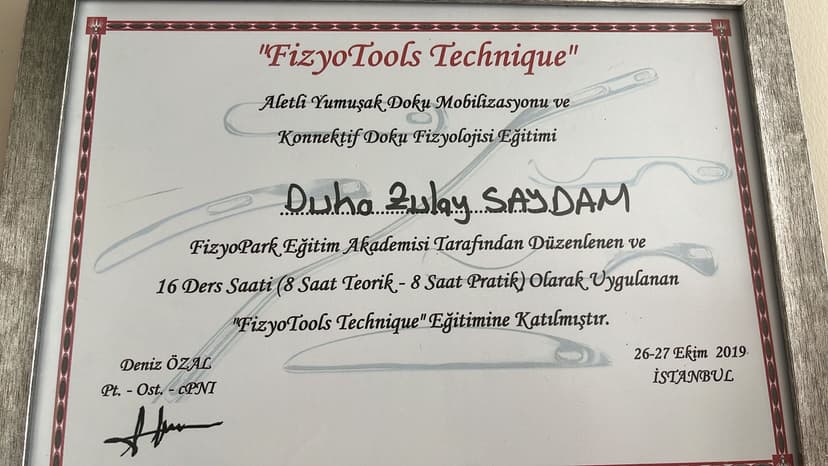 "FizyoTools Technique"
Aletli Yumuşak Doku Mobilizasyonu ve
Konnektif Doku Fizyolojisi Eğitimi
Duha Zulay SAYDAM
FizyoPark Eğitim Akademisi Tarafından Düzenlenen ve
16 Ders Saati (8 Saat Teorik - 8 Saat Pratik) Olarak Uygulanan
"FizyoTools Technique" Eğitimine Katılmıştır.
Deniz ÖZAL
Pt. - Ost. - cPNI
26-27 Ekim 2019
İSTANBUL